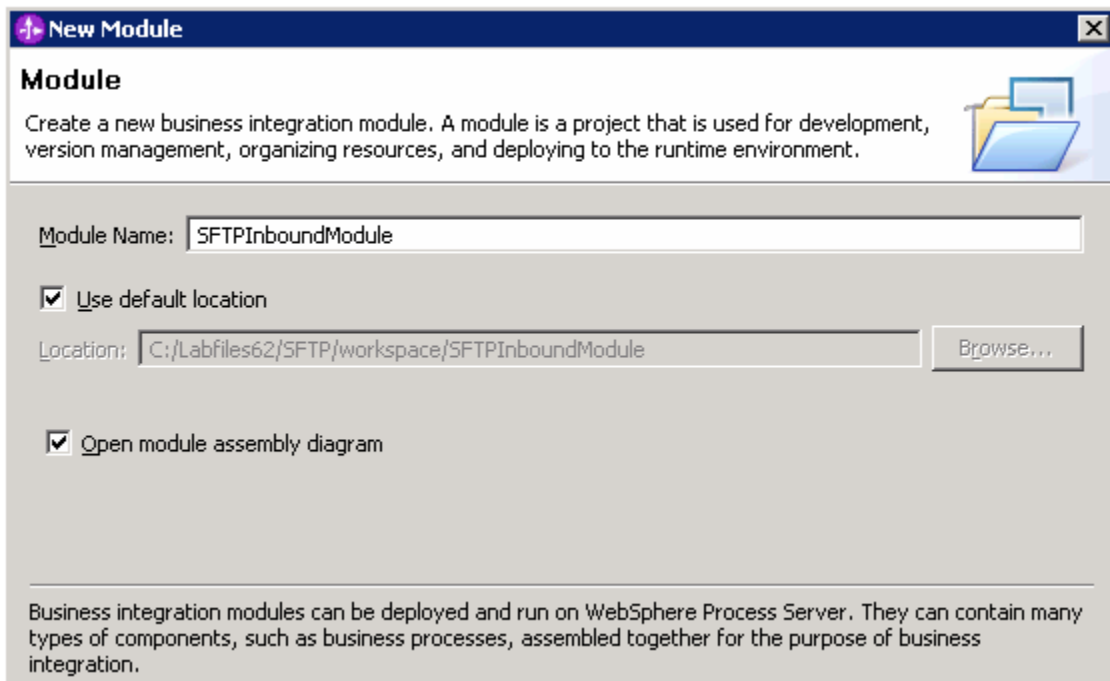 New Module
Module
Create a new business integration module. A module is a project that is used for development,
version management, organizing resources, and deploying to the runtime environment.
Module Name: SFTPInboundModule
Use default location
Location: C:/Labfiles62/SFTP/workspace/SFTPInboundModule Browse...
Open module assembly diagram
Business integration modules can be deployed and run on WebSphere Process Server. They can contain many
types of components, such as business processes, assembled together for the purpose of business
integration.